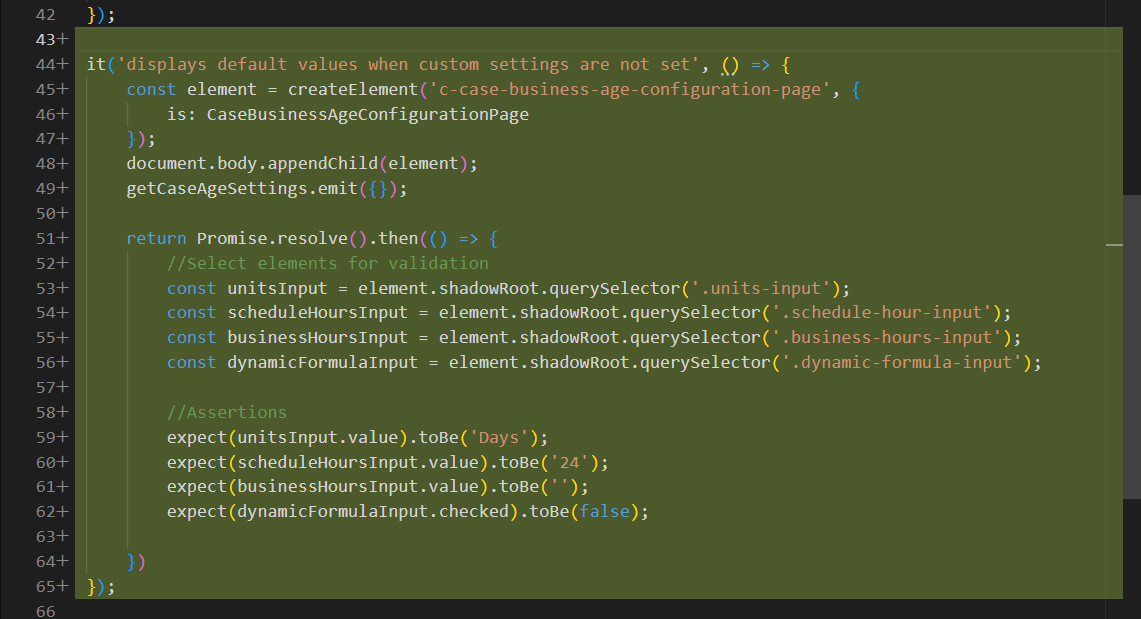 42 });
43+
44+ it('displays default values when custom settings are not set', () => {
45+ const element = createElement('c-case-business-age-configuration-page', {
46+ is: CaseBusinessAgeConfigurationPage
47+ });
48+ document.body.appendChild(element);
49+ getCaseAgeSettings.emit({});
50+
51+ return Promise.resolve().then(() => {
52+ //Select elements for validation
53+ const unitsInput = element.shadowRoot.querySelector('.units-input');
54+ const scheduleHoursInput = element.shadowRoot.querySelector('.schedule-hour-input');
55+ const businessHoursInput = element.shadowRoot.querySelector('.business-hours-input');
56+ const dynamicFormulaInput = element.shadowRoot.querySelector('.dynamic-formula-input');
57+
58+ //Assertions
59+ expect(unitsInput.value).toBe('Days');
60+ expect(scheduleHoursInput.value).toBe('24');
61+ expect(businessHoursInput.value).toBe('');
62+ expect(dynamicFormulaInput.checked).toBe(false);
63+
64+ })
65+ });
66